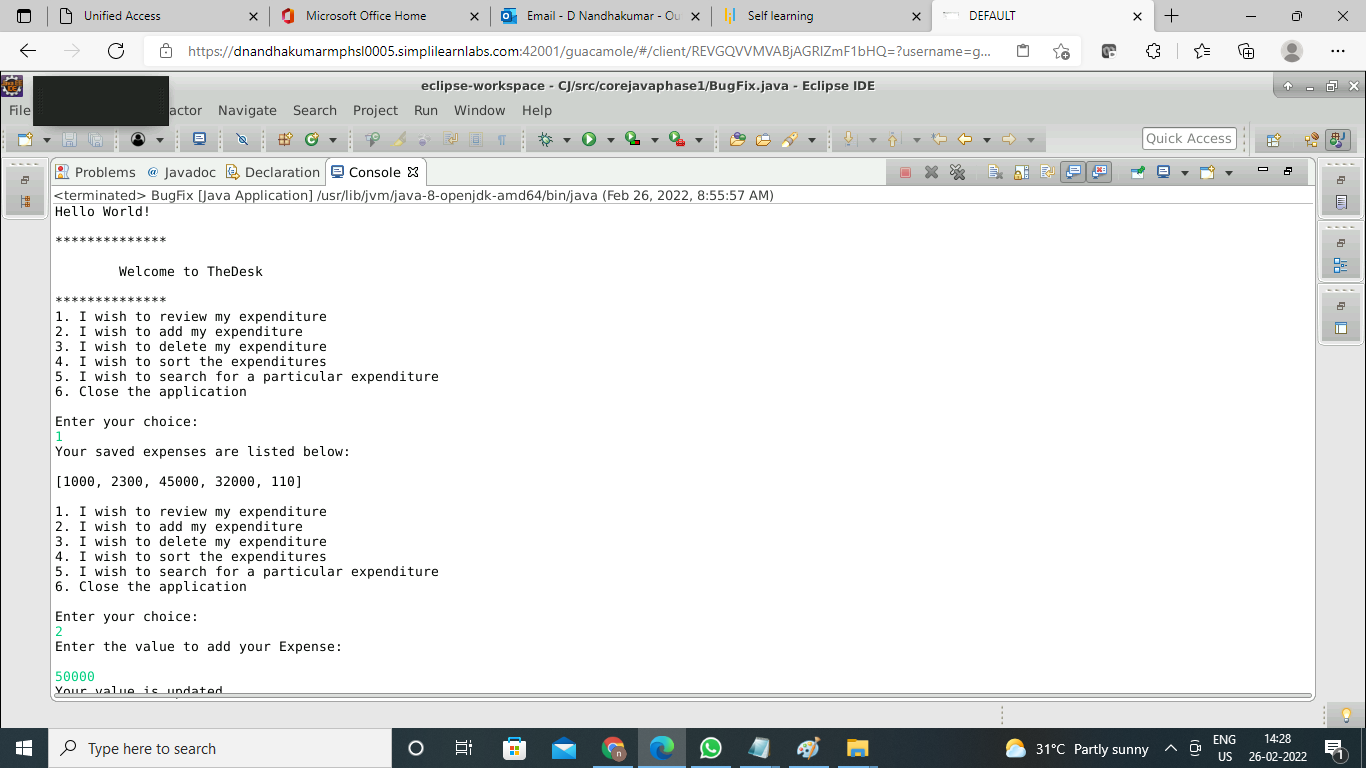 Unified Access
Microsoft Office Home
Email - D Nandhakumar - Ou
Self learning
DEFAULT
https://dnandhakumarmphsl0005.simplilearnlabs.com:42001/guacamole/#/client/REVGQVVMVABjAGRlZmF1bHQ=?username=g...
eclipse-workspace - CJ/src/corejavaphase1/BugFix.java - Eclipse IDE
File actor Navigate Search Project Run Window Help
Quick Access
Problems @ Javadoc Declaration Console
<terminated> BugFix [Java Application] /usr/lib/jvm/java-8-openjdk-amd64/bin/java (Feb 26, 2022, 8:55:57 AM)
Hello World!
**************
Welcome to TheDesk
**************
1. I wish to review my expenditure
2. I wish to add my expenditure
3. I wish to delete my expenditure
4. I wish to sort the expenditures
5. I wish to search for a particular expenditure
6. Close the application
Enter your choice:
1
Your saved expenses are listed below:
[1000, 2300, 45000, 32000, 110]
1. I wish to review my expenditure
2. I wish to add my expenditure
3. I wish to delete my expenditure
4. I wish to sort the expenditures
5. I wish to search for a particular expenditure
6. Close the application
Enter your choice:
2
Enter the value to add your Expense:
50000
Your value is updated
Type here to search
31°C Partly sunny
ENG
US
14:28
26-02-2022
1